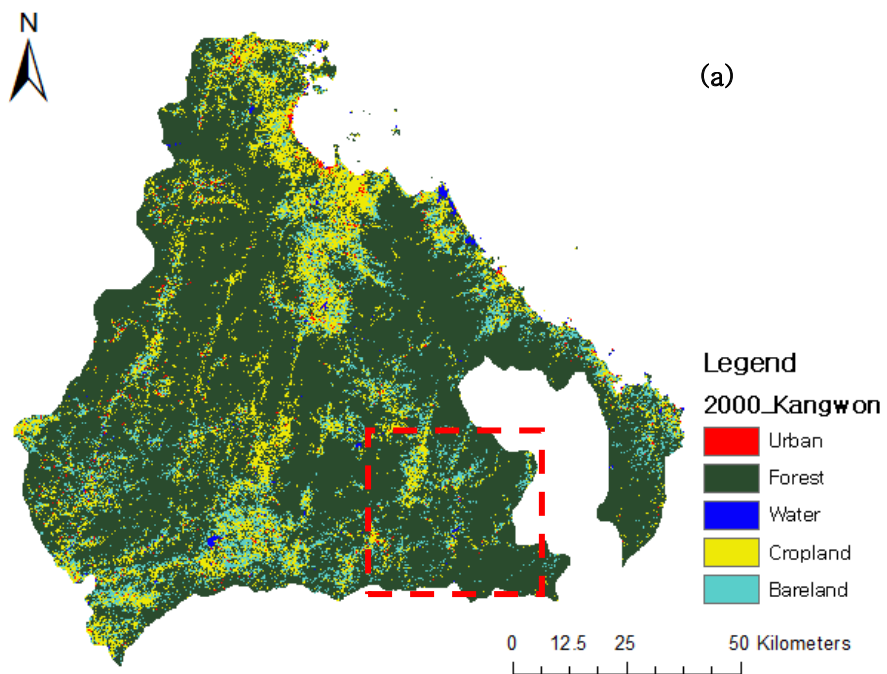 N
(a)
Legend
2000_Kangwon
Urban
Forest
Water
Cropland
Bareland
0 12.5 25 50 Kilometers